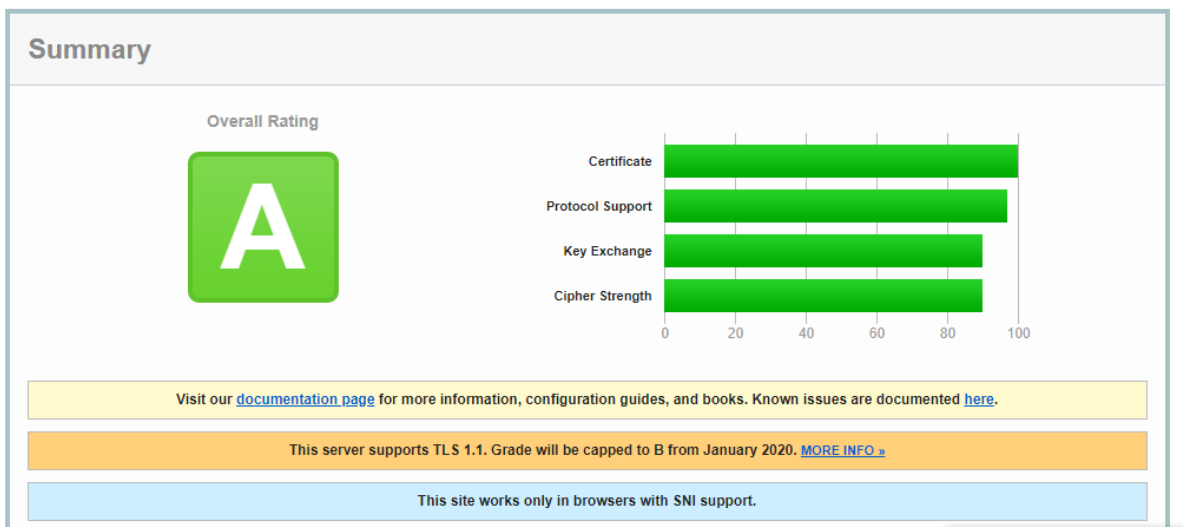 Summary
Overall Rating
A
Certificate
Protocol Support
Key Exchange
Cipher Strength
0 20 40 60 80 100
Visit our documentation page for more information, configuration guides, and books. Known issues are documented here.
This server supports TLS 1.1. Grade will be capped to B from January 2020. MORE INFO »
This site works only in browsers with SNI support.